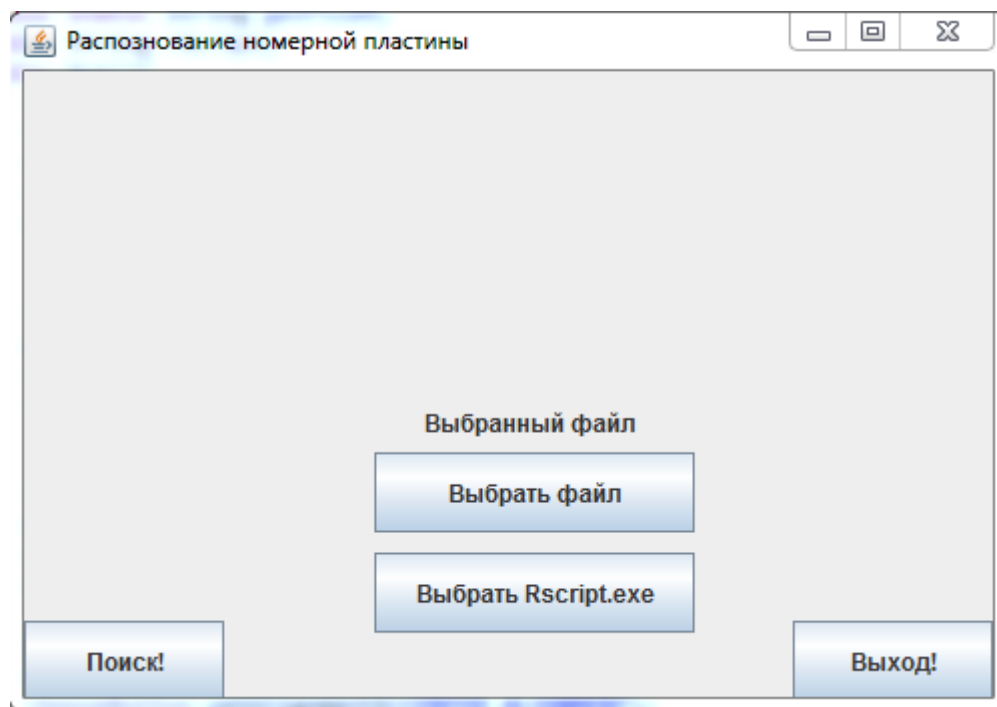 Распознование номерной пластины
Выбранный файл
Выбрать файл
Выбрать Rscript.exe
Поиск!
Выход!